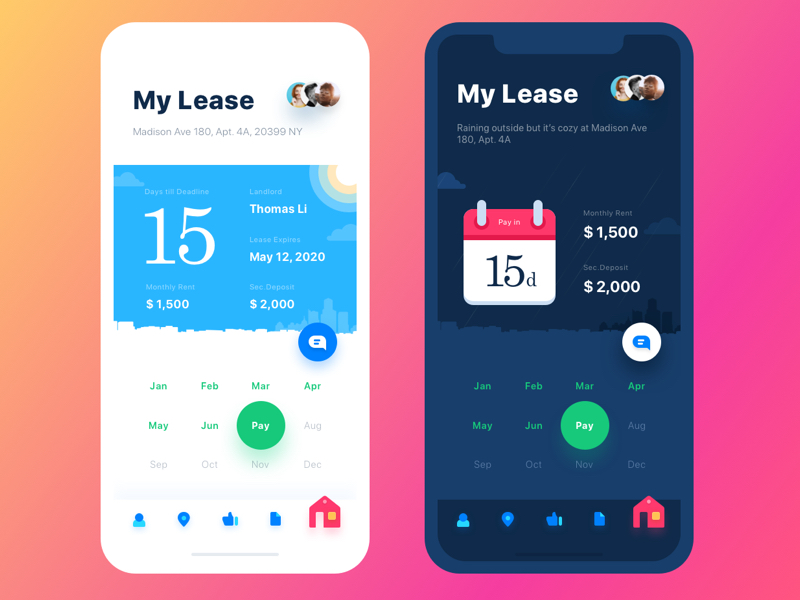 My Lease
Madison Ave 180, Apt. 4A, 20399 NY
Days till Deadline
15
Landlord
Thomas Li
Lease Expires
May 12, 2020
Monthly Rent
$ 1,500
Sec.Deposit
$ 2,000
Jan Feb Mar Apr
May Jun Pay Aug
Sep Oct Nov Dec
My Lease
Raining outside but it's cozy at Madison Ave
180, Apt. 4A
Pay in
15d
Monthly Rent
$ 1,500
Sec.Deposit
$ 2,000
Jan Feb Mar Apr
May Jun Pay Aug
Sep Oct Nov Dec